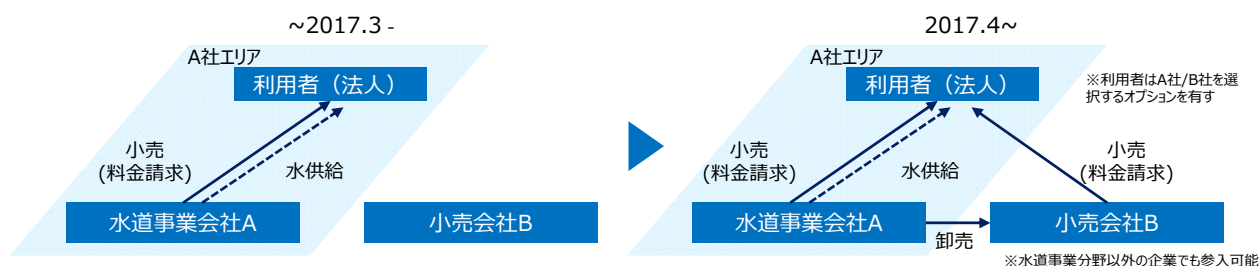 ~2017.3 -
A社エリア
利用者（法人）
小売
(料金請求)
水供給
水道事業会社A
小売会社B
2017.4~
A社エリア
利用者（法人）
※利用者はA社/B社を選
択するオプションを有す
小売
(料金請求)
水供給
小売
(料金請求)
水道事業会社A
卸売
小売会社B
※水道事業分野以外の企業でも参入可能